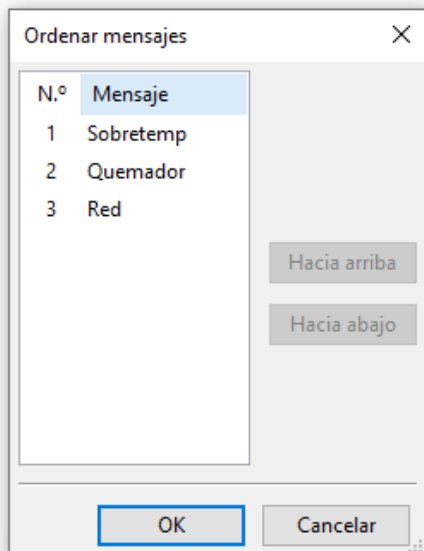 Ordenar mensajes
N.º Mensaje
1 Sobretemp
2 Quemador
3 Red
Hacia arriba
Hacia abajo
OK Cancelar